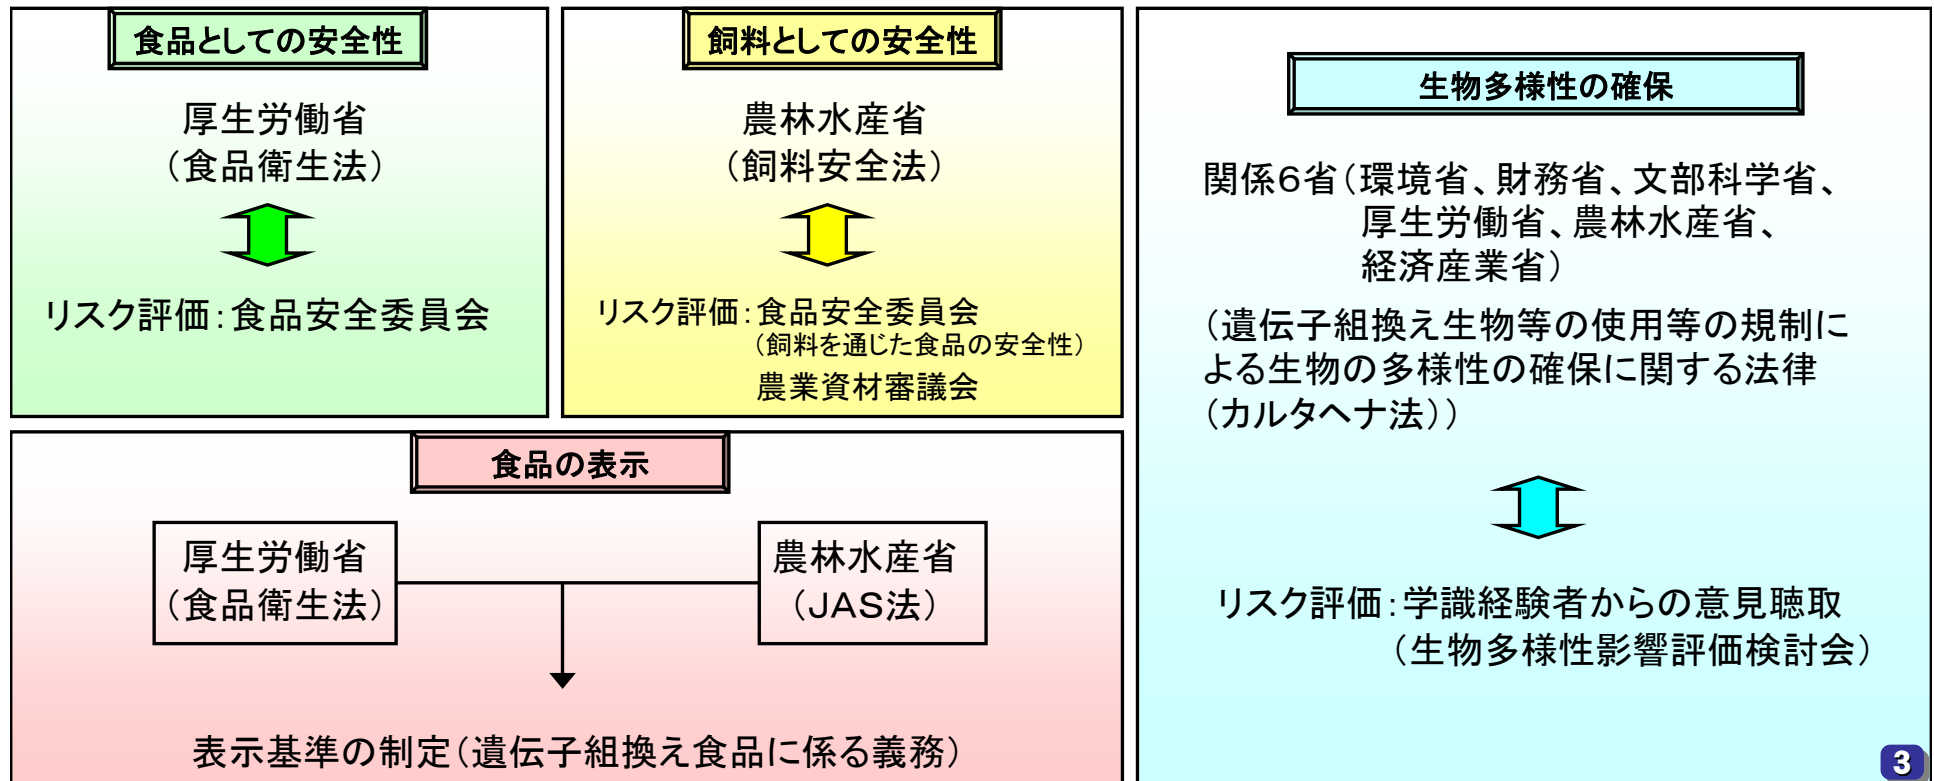 食品としての安全性
厚生労働省
（食品衛生法）
リスク評価：食品安全委員会
飼料としての安全性
農林水産省
（飼料安全法）
リスク評価：食品安全委員会
（飼料を通じた食品の安全性）
農業資材審議会
食品の表示
厚生労働省
（食品衛生法）
農林水産省
（JAS法）
表示基準の制定（遺伝子組換え食品に係る義務）
生物多様性の確保
関係６省（環境省、財務省、文部科学省、
厚生労働省、農林水産省、
経済産業省）
（遺伝子組換え生物等の使用等の規制に
よる生物の多様性の確保に関する法律
（カルタヘナ法））
リスク評価：学識経験者からの意見聴取
（生物多様性影響評価検討会）
3